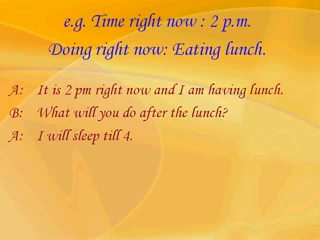 e.g. Time right now : 2 p.m.
Doing right now: Eating lunch.
A: It is 2 pm right now and I am having lunch.
B: What will you do after the lunch?
A: I will sleep till 4.